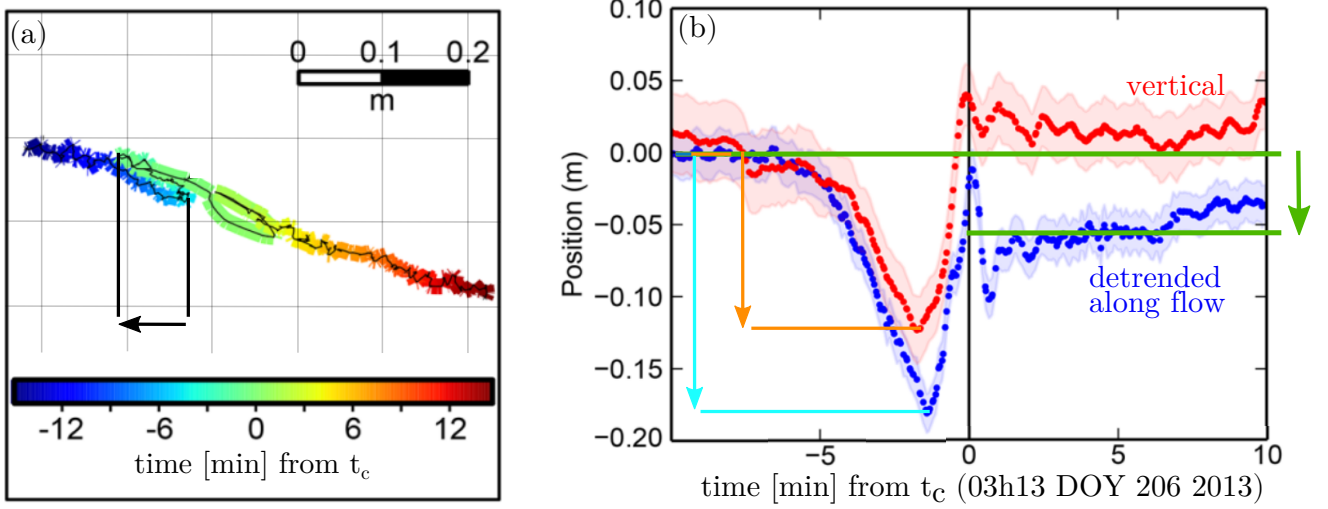 (a)
0 0.1 0.2
m
-12 -6 0 6 12
time [min] from t_c
(b)
0.10
0.05
0.00
−0.05
−0.10
−0.15
−0.20
Position (m)
vertical
detrended
along flow
−5 0 5 10
time [min] from t_c (03h13 DOY 206 2013)